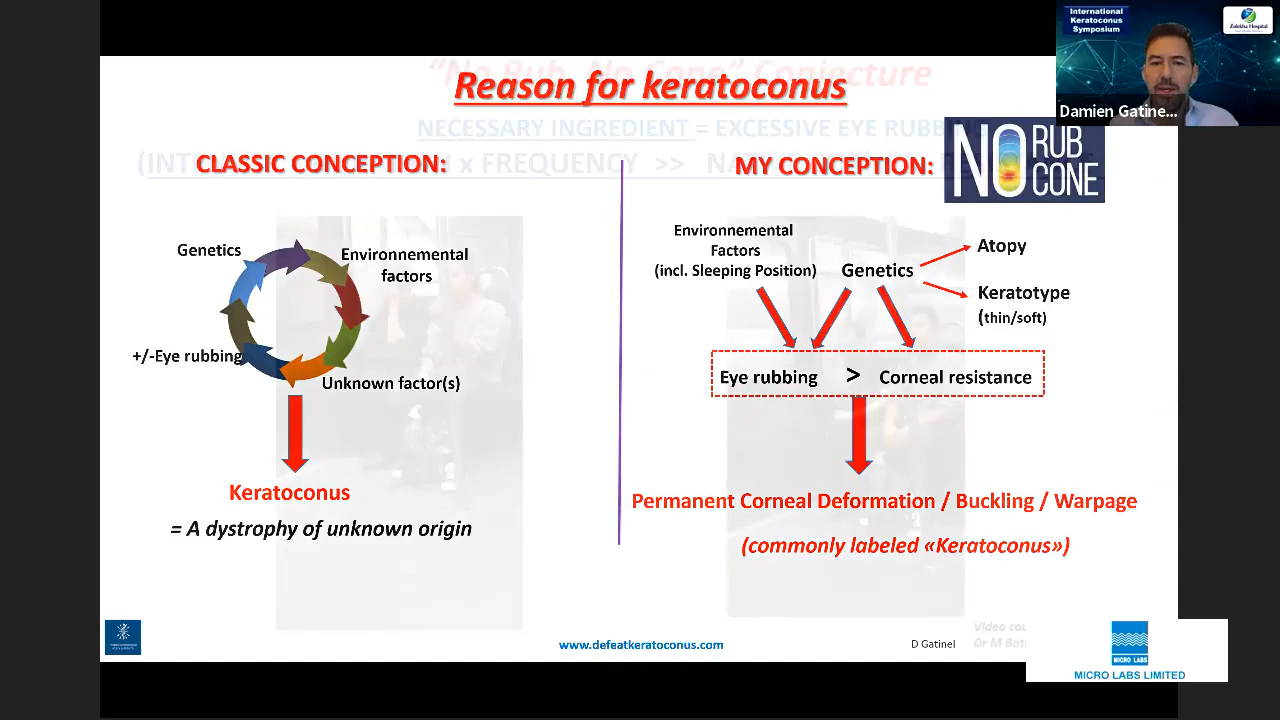 International
Keratoconus
Symposium
Zulekha Hospital
Damien Gatine...
"No Rub, No Cone" Conjecture
Reason for keratoconus
NECESSARY INGREDIENT = EXCESSIVE EYE RUBBING
x FREQUENCY >>
NO RUB CONE
CLASSIC CONCEPTION:
Genetics
Environnemental
factors
+/-Eye rubbing
Unknown factor(s)
Keratoconus
= A dystrophy of unknown origin
MY CONCEPTION:
Environnemental
Factors
(incl. Sleeping Position)
Genetics
Atopy
Keratotype
(thin/soft)
Eye rubbing > Corneal resistance
Permanent Corneal Deformation / Buckling / Warpage
(commonly labeled «Keratoconus»)
www.defeatkeratoconus.com
D Gatinel
Video
Dr M
MICRO LABS
MICRO LABS LIMITED